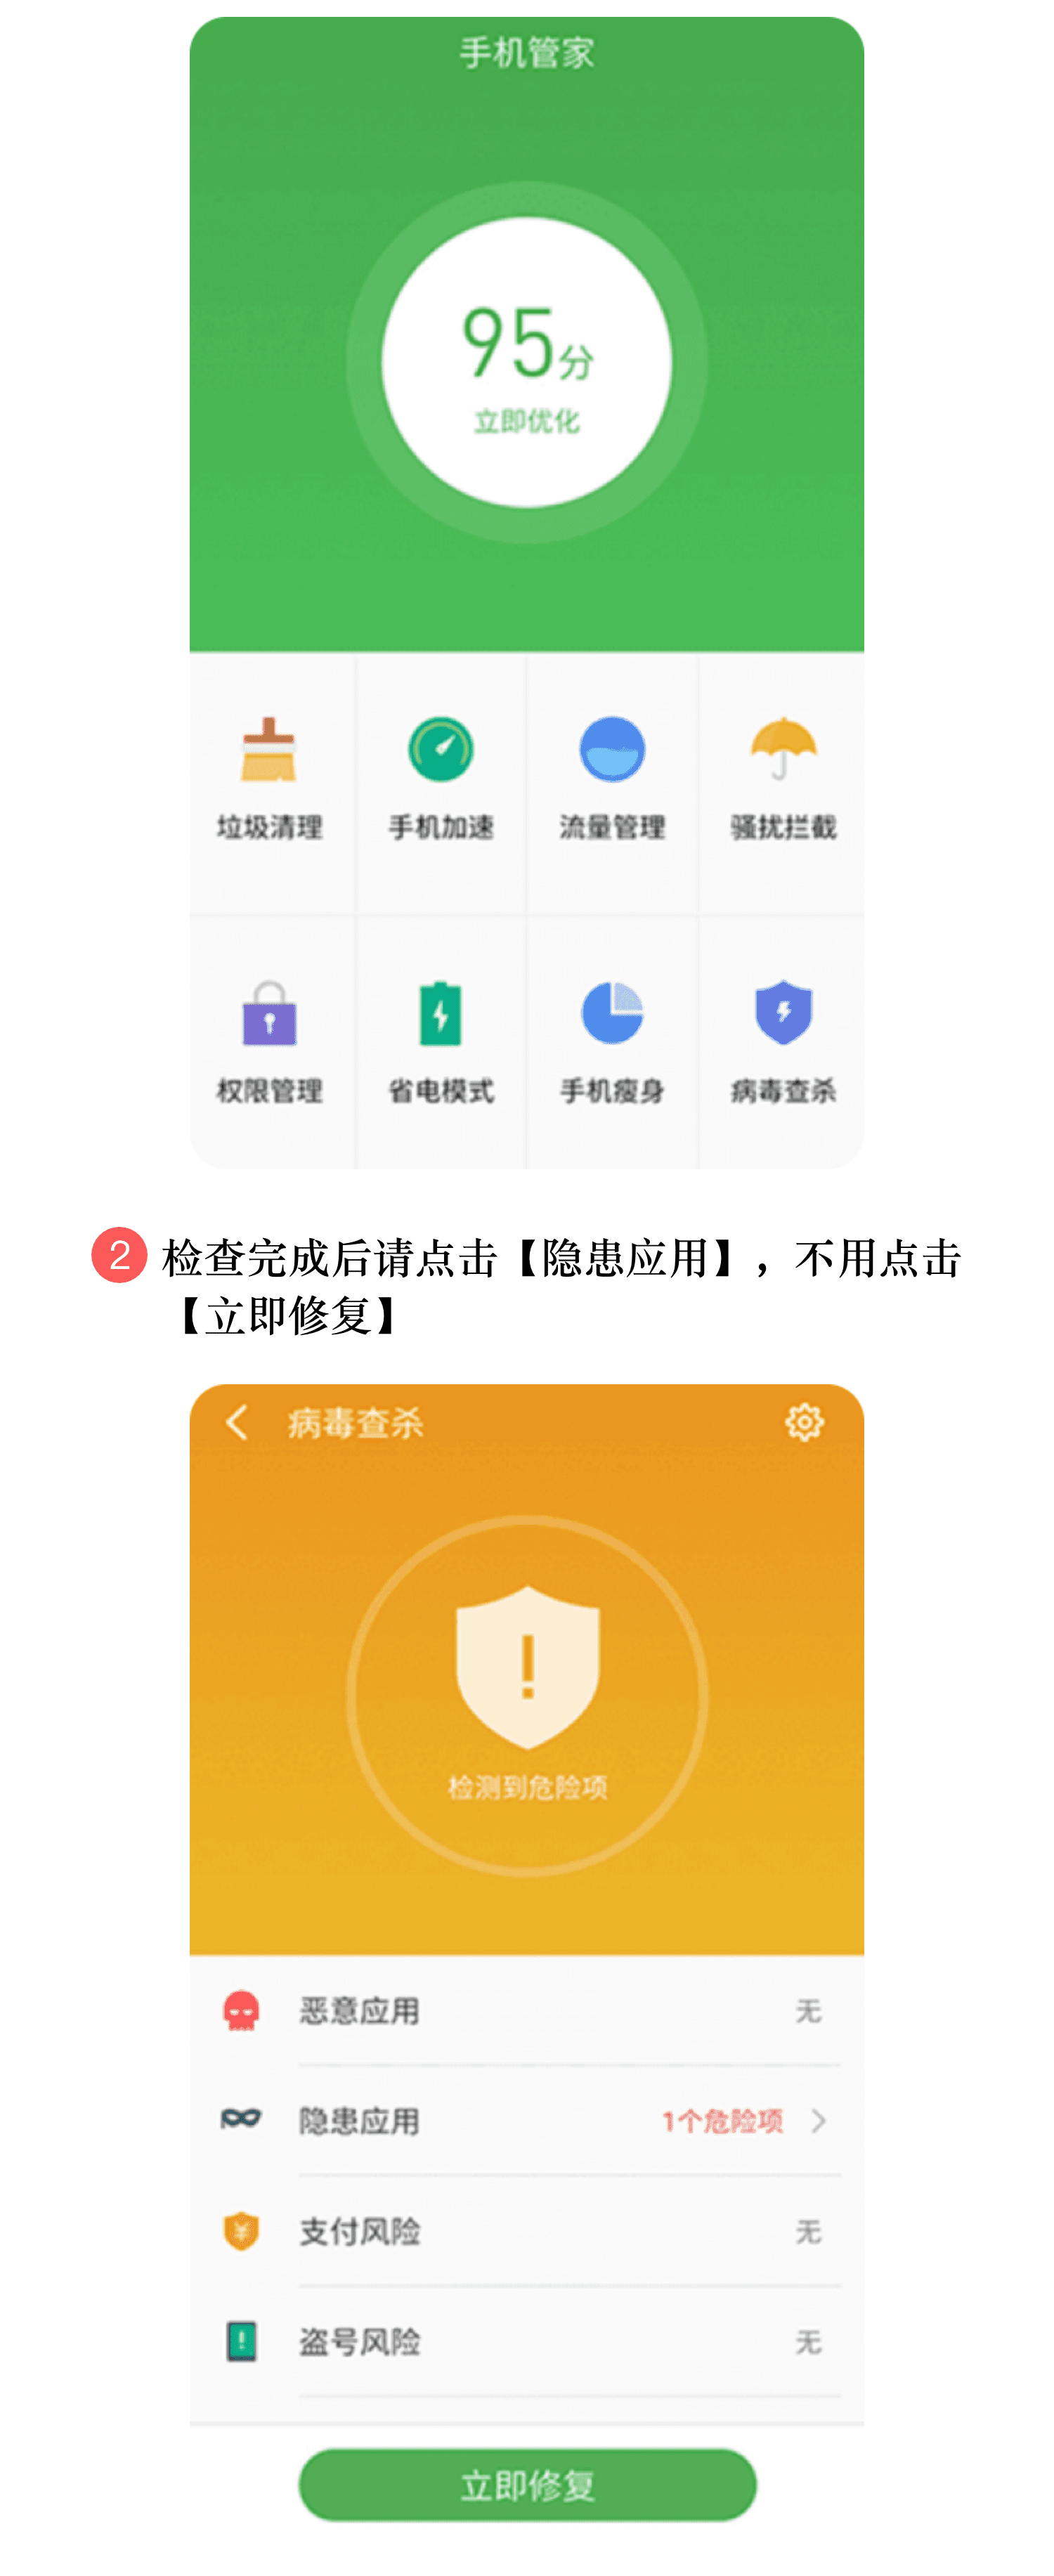 手机管家
95分
立即优化
垃圾清理 手机加速 流量管理 骚扰拦截
权限管理 省电模式 手机瘦身 病毒查杀
2 检查完成后请点击【隐患应用】，不用点击
【立即修复】
病毒查杀
检测到危险项
恶意应用 无
隐患应用 1个危险项
支付风险 无
盗号风险 无
立即修复